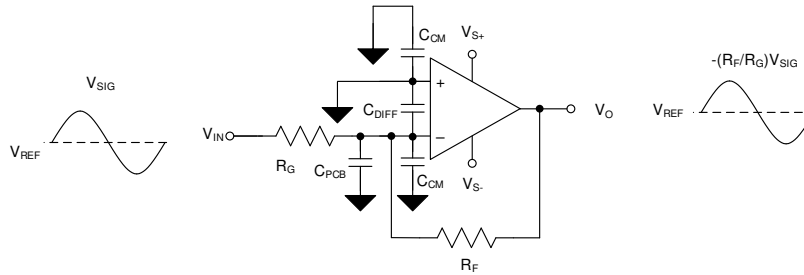 V_SIG
V_REF
V_IN
R_G
C_PCB
C_CM
C_DIFF
C_CM
V_S+
+
−
V_S-
R_F
V_O
-(R_F/R_G)V_SIG
V_REF